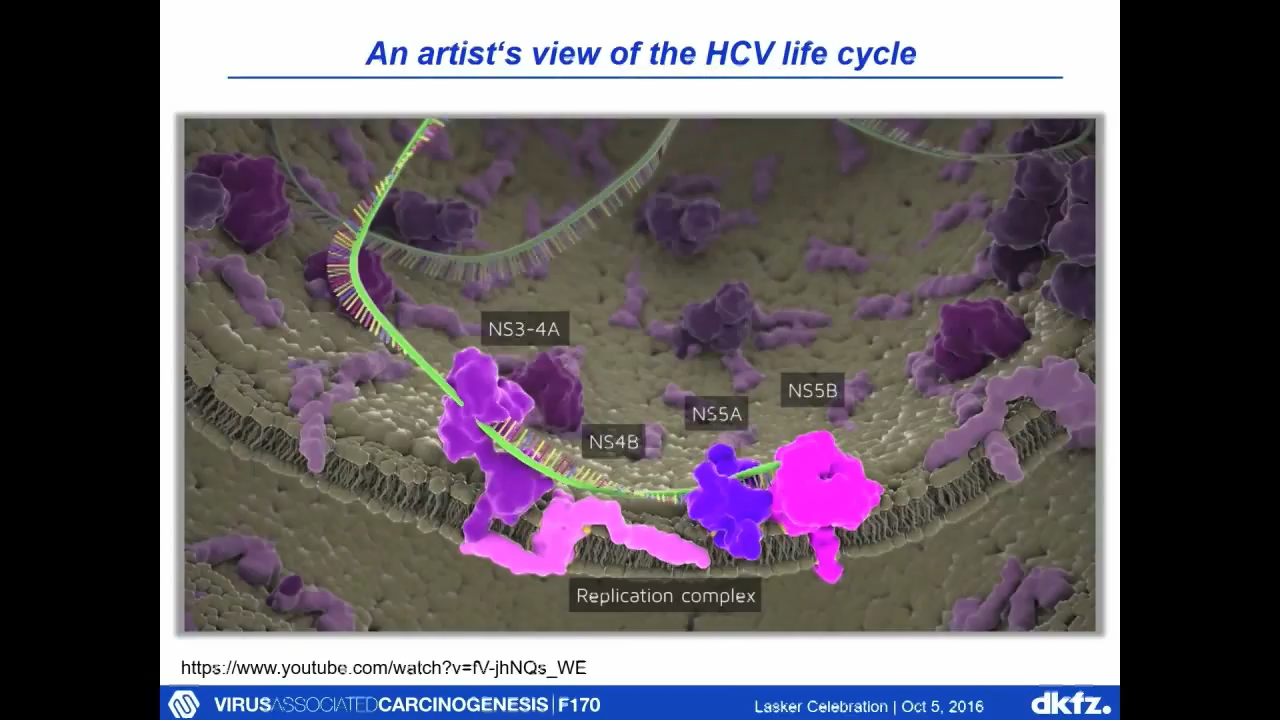 An artist‘s view of the HCV life cycle
NS3-4A
NS5B
NS5A
NS4B
Replication complex
https://www.youtube.com/watch?v=fV-jhNQs_WE
VIRUSASSOCIATEDCARCINOGENESIS | F170
Lasker Celebration | Oct 5, 2016
dkfz.